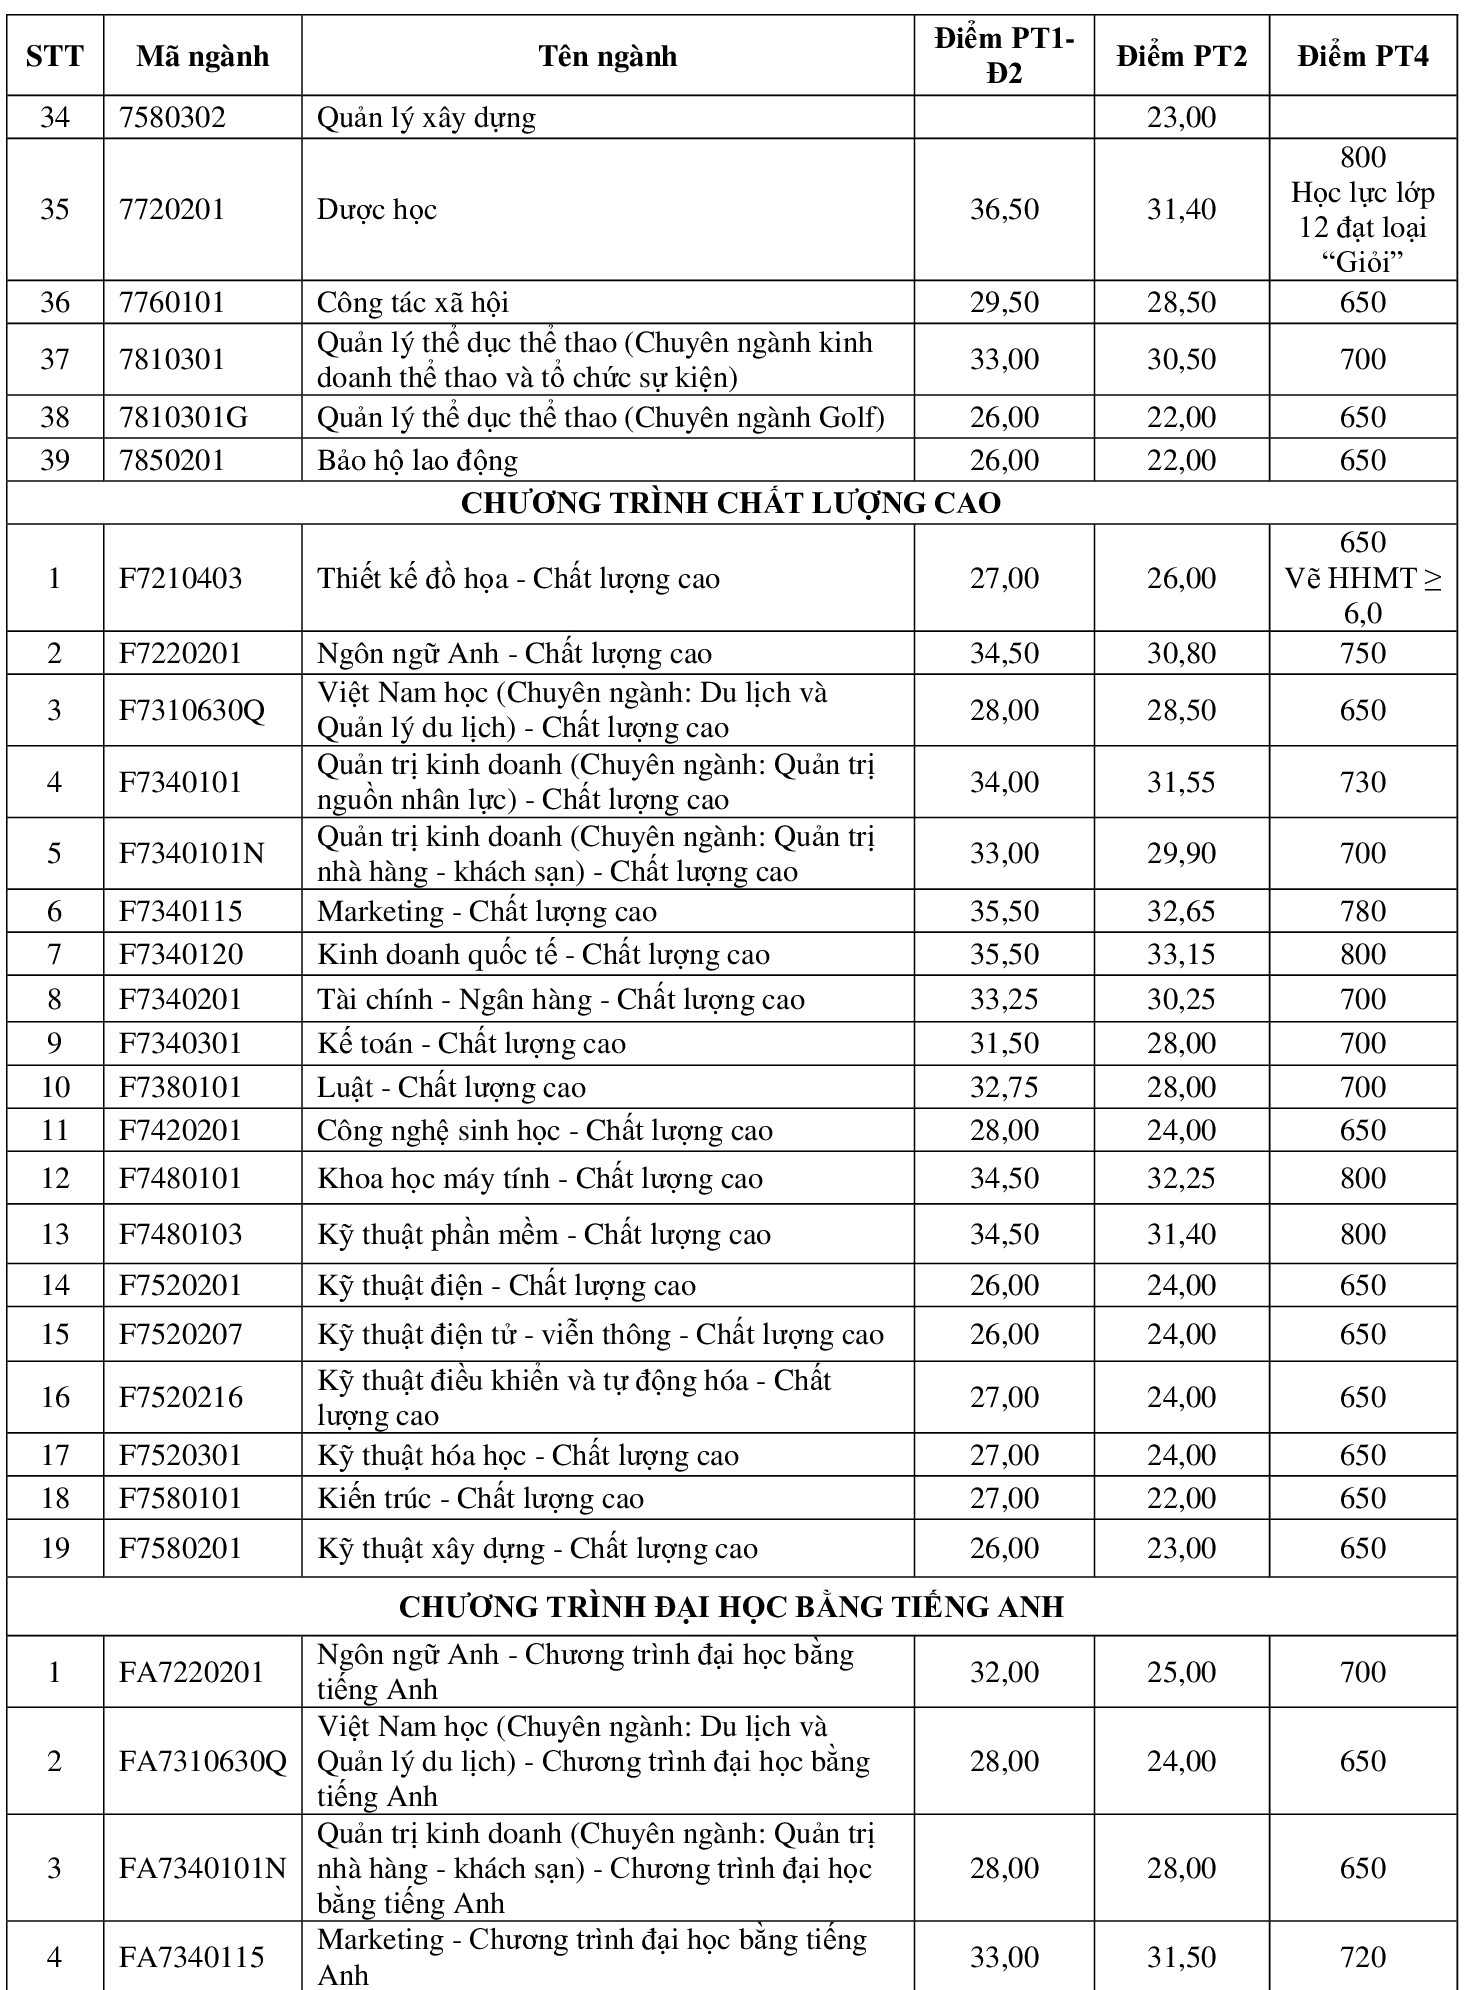 STT Mã ngành Tên ngành Điểm PT1- Điểm PT2 Điểm PT4
Đ2
34 7580302 Quản lý xây dựng 23,00
800
Học lực lớp
35 7720201 Dược học 36,50 31,40
12 đạt loại
“Giỏi”
36 7760101 Công tác xã hội 29,50 28,50 650
Quản lý thể dục thể thao (Chuyên ngành kinh
37 7810301 33,00 30,50 700
doanh thể thao và tổ chức sự kiện)
38 7810301G Quản lý thể dục thể thao (Chuyên ngành Golf) 26,00 22,00 650
39 7850201 Bảo hộ lao động 26,00 22,00 650
CHƯƠNG TRÌNH CHẤT LƯỢNG CAO
650
1 F7210403 Thiết kế đồ họa - Chất lượng cao 27,00 26,00 Vẽ HHMT ≥
6,0
2 F7220201 Ngôn ngữ Anh - Chất lượng cao 34,50 30,80 750
Việt Nam học (Chuyên ngành: Du lịch và
3 F7310630Q 28,00 28,50 650
Quản lý du lịch) - Chất lượng cao
Quản trị kinh doanh (Chuyên ngành: Quản trị
4 F7340101 34,00 31,55 730
nguồn nhân lực) - Chất lượng cao
Quản trị kinh doanh (Chuyên ngành: Quản trị
5 F7340101N 33,00 29,90 700
nhà hàng - khách sạn) - Chất lượng cao
6 F7340115 Marketing - Chất lượng cao 35,50 32,65 780
7 F7340120 Kinh doanh quốc tế - Chất lượng cao 35,50 33,15 800
8 F7340201 Tài chính - Ngân hàng - Chất lượng cao 33,25 30,25 700
9 F7340301 Kế toán - Chất lượng cao 31,50 28,00 700
10 F7380101 Luật - Chất lượng cao 32,75 28,00 700
11 F7420201 Công nghệ sinh học - Chất lượng cao 28,00 24,00 650
12 F7480101 Khoa học máy tính - Chất lượng cao 34,50 32,25 800
13 F7480103 Kỹ thuật phần mềm - Chất lượng cao 34,50 31,40 800
14 F7520201 Kỹ thuật điện - Chất lượng cao 26,00 24,00 650
15 F7520207 Kỹ thuật điện tử - viễn thông - Chất lượng cao 26,00 24,00 650
Kỹ thuật điều khiển và tự động hóa - Chất
16 F7520216 27,00 24,00 650
lượng cao
17 F7520301 Kỹ thuật hóa học - Chất lượng cao 27,00 24,00 650
18 F7580101 Kiến trúc - Chất lượng cao 27,00 22,00 650
19 F7580201 Kỹ thuật xây dựng - Chất lượng cao 26,00 23,00 650
CHƯƠNG TRÌNH ĐẠI HỌC BẰNG TIẾNG ANH
Ngôn ngữ Anh - Chương trình đại học bằng
1 FA7220201 32,00 25,00 700
tiếng Anh
Việt Nam học (Chuyên ngành: Du lịch và
2 FA7310630Q Quản lý du lịch) - Chương trình đại học bằng 28,00 24,00 650
tiếng Anh
Quản trị kinh doanh (Chuyên ngành: Quản trị
3 FA7340101N nhà hàng - khách sạn) - Chương trình đại học 28,00 28,00 650
bằng tiếng Anh
Marketing - Chương trình đại học bằng tiếng
4 FA7340115 33,00 31,50 720
Anh